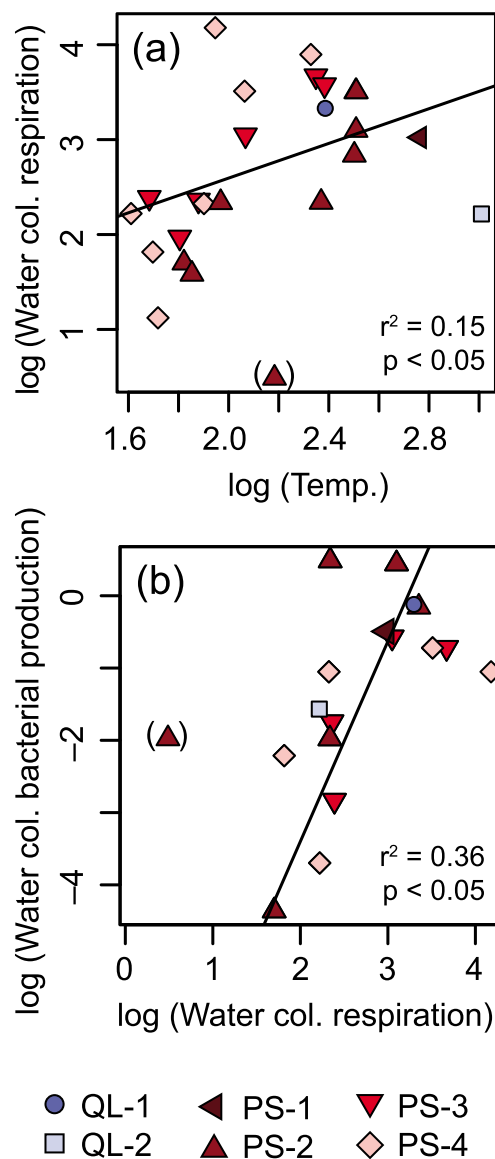 (a)
log (Water col. respiration)
4
3
2
1
( )
r² = 0.15
p < 0.05
1.6 2.0 2.4 2.8
log (Temp.)
(b)
log (Water col. bacterial production)
0
−2
−4
( )
r² = 0.36
p < 0.05
0 1 2 3 4
log (Water col. respiration)
QL-1 PS-1 PS-3
QL-2 PS-2 PS-4